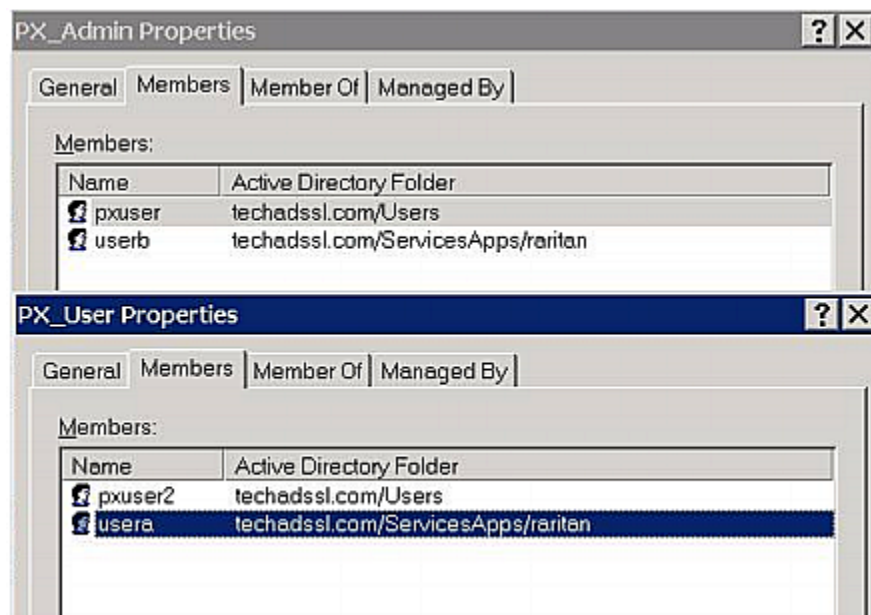 PX_Admin Properties
General Members Member Of Managed By
Members:
Name Active Directory Folder
pxuser techadssl.com/Users
userb techadssl.com/ServicesApps/raritan
PX_User Properties
General Members Member Of Managed By
Members:
Name Active Directory Folder
pxuser2 techadssl.com/Users
usera techadssl.com/ServicesApps/raritan